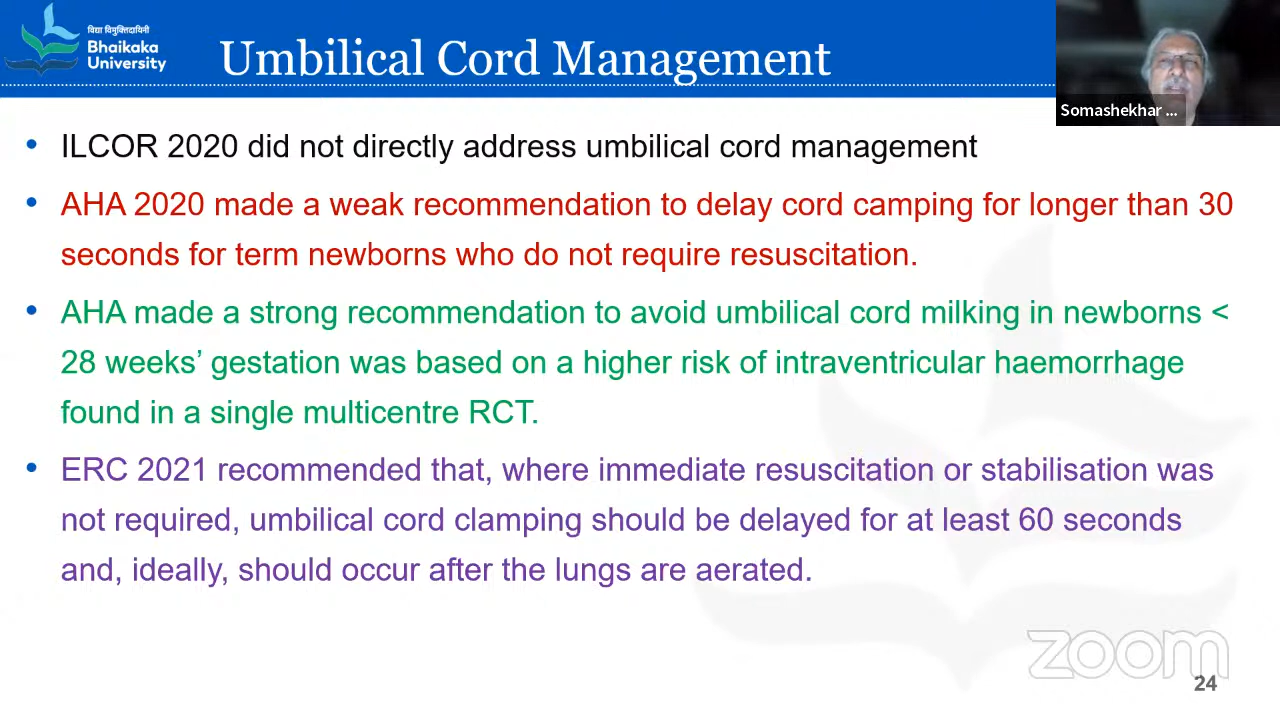 विद्या विमुक्तिदायिनी
Bhaikaka
University
Umbilical Cord Management
Somashekhar ...
• ILCOR 2020 did not directly address umbilical cord management
• AHA 2020 made a weak recommendation to delay cord camping for longer than 30
seconds for term newborns who do not require resuscitation.
• AHA made a strong recommendation to avoid umbilical cord milking in newborns <
28 weeks’ gestation was based on a higher risk of intraventricular haemorrhage
found in a single multicentre RCT.
• ERC 2021 recommended that, where immediate resuscitation or stabilisation was
not required, umbilical cord clamping should be delayed for at least 60 seconds
and, ideally, should occur after the lungs are aerated.
zoom
24